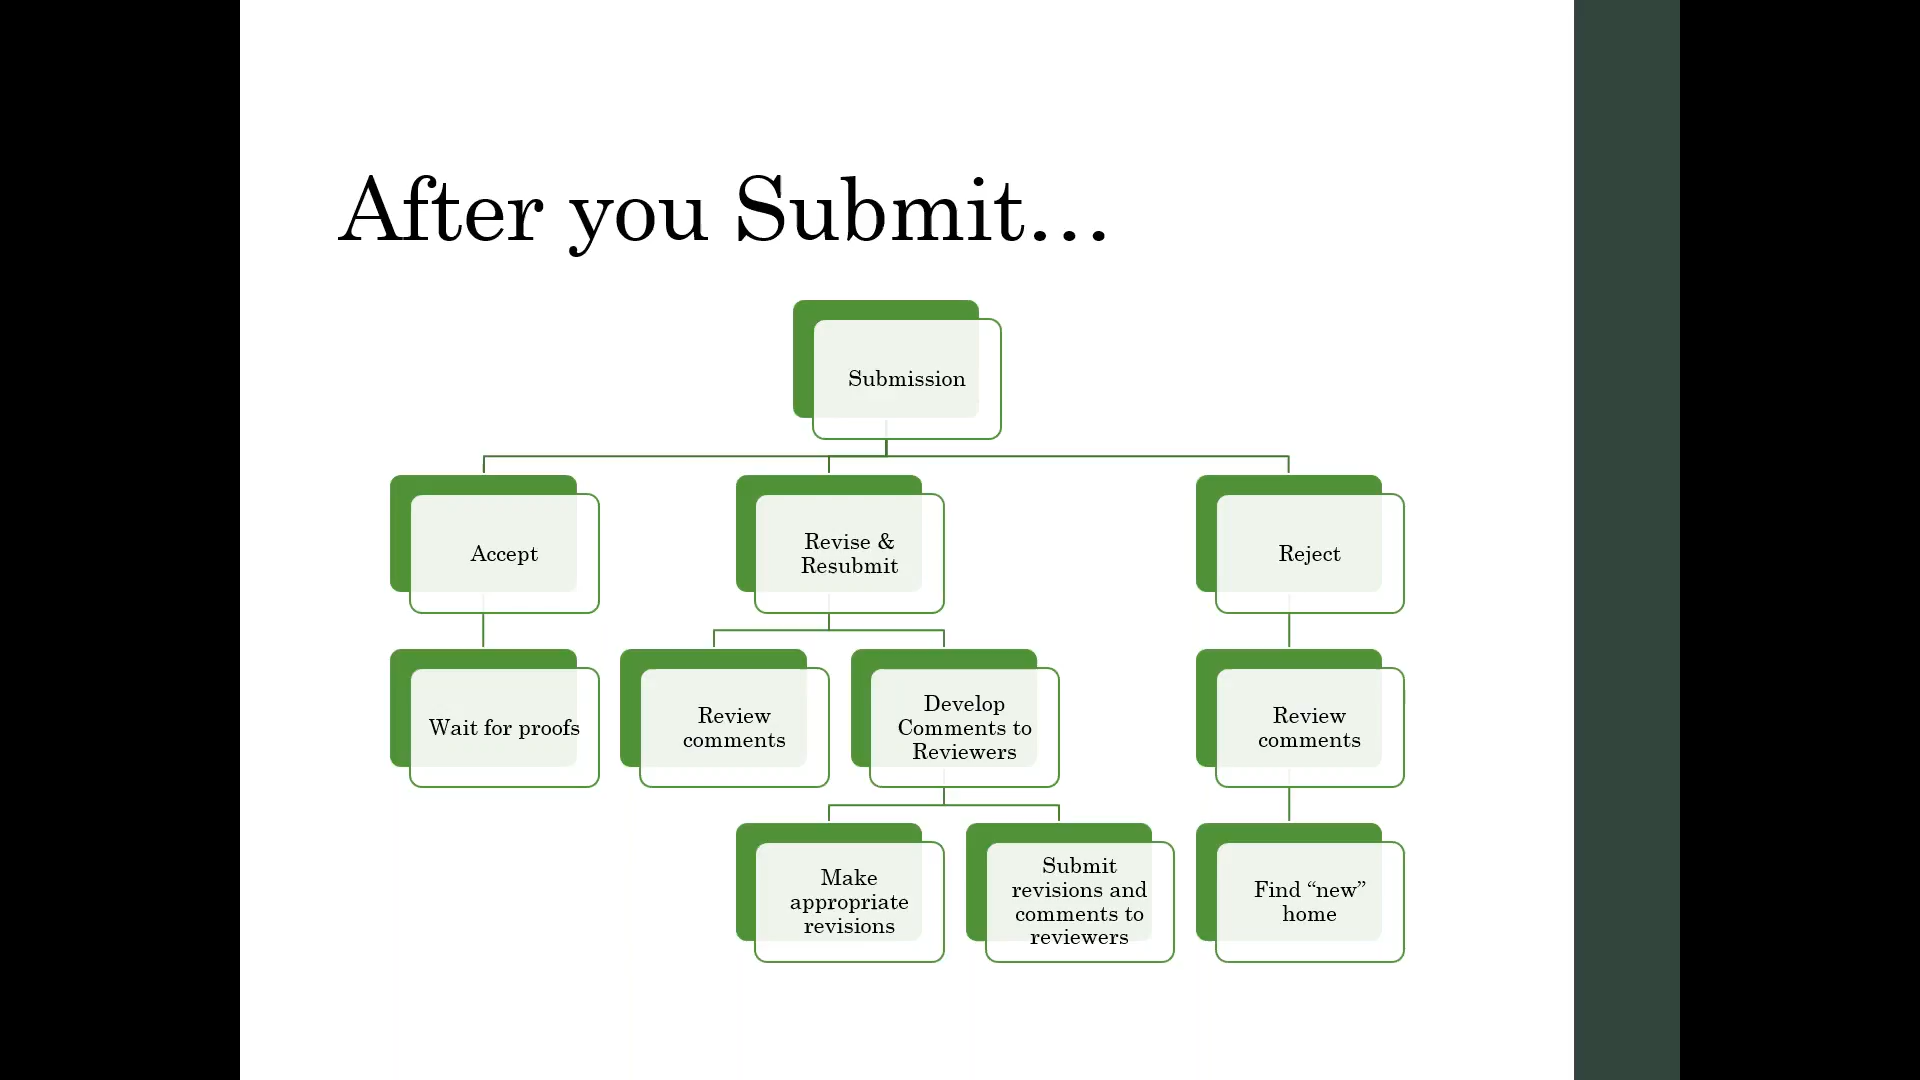 After you Submit...
Submission
Accept
Revise &
Resubmit
Reject
Wait for proofs
Review
comments
Develop
Comments to
Reviewers
Review
comments
Make
appropriate
revisions
Submit
revisions and
comments to
reviewers
Find “new”
home